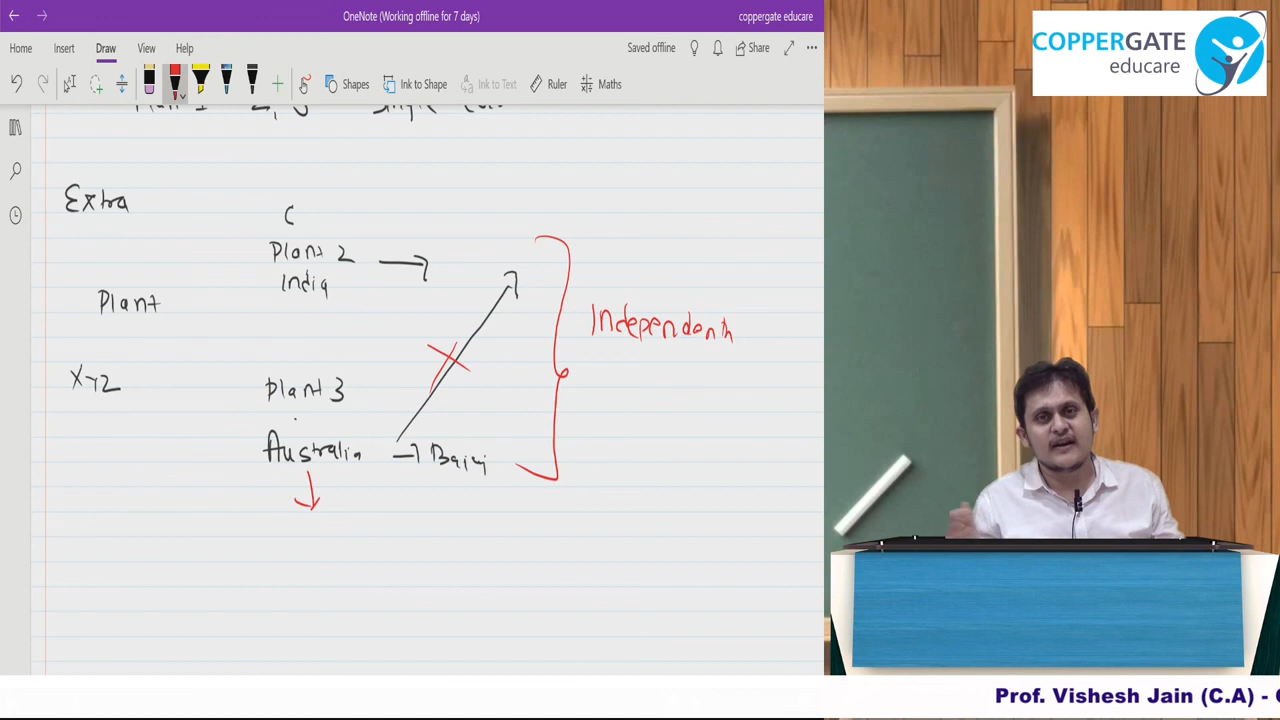 OneNote (Working offline for 7 days)
coppergate educare
Home Insert Draw View Help
Saved offline
Share
Shapes
Ink to Shape
Ink to Text
Ruler
Maths
COPPERGATE
educare
Extra
C
Plant 2
India
Plant
Independent
XYZ
Plant 3
Australia
Bajaj
Prof. Vishesh Jain (C.A) -